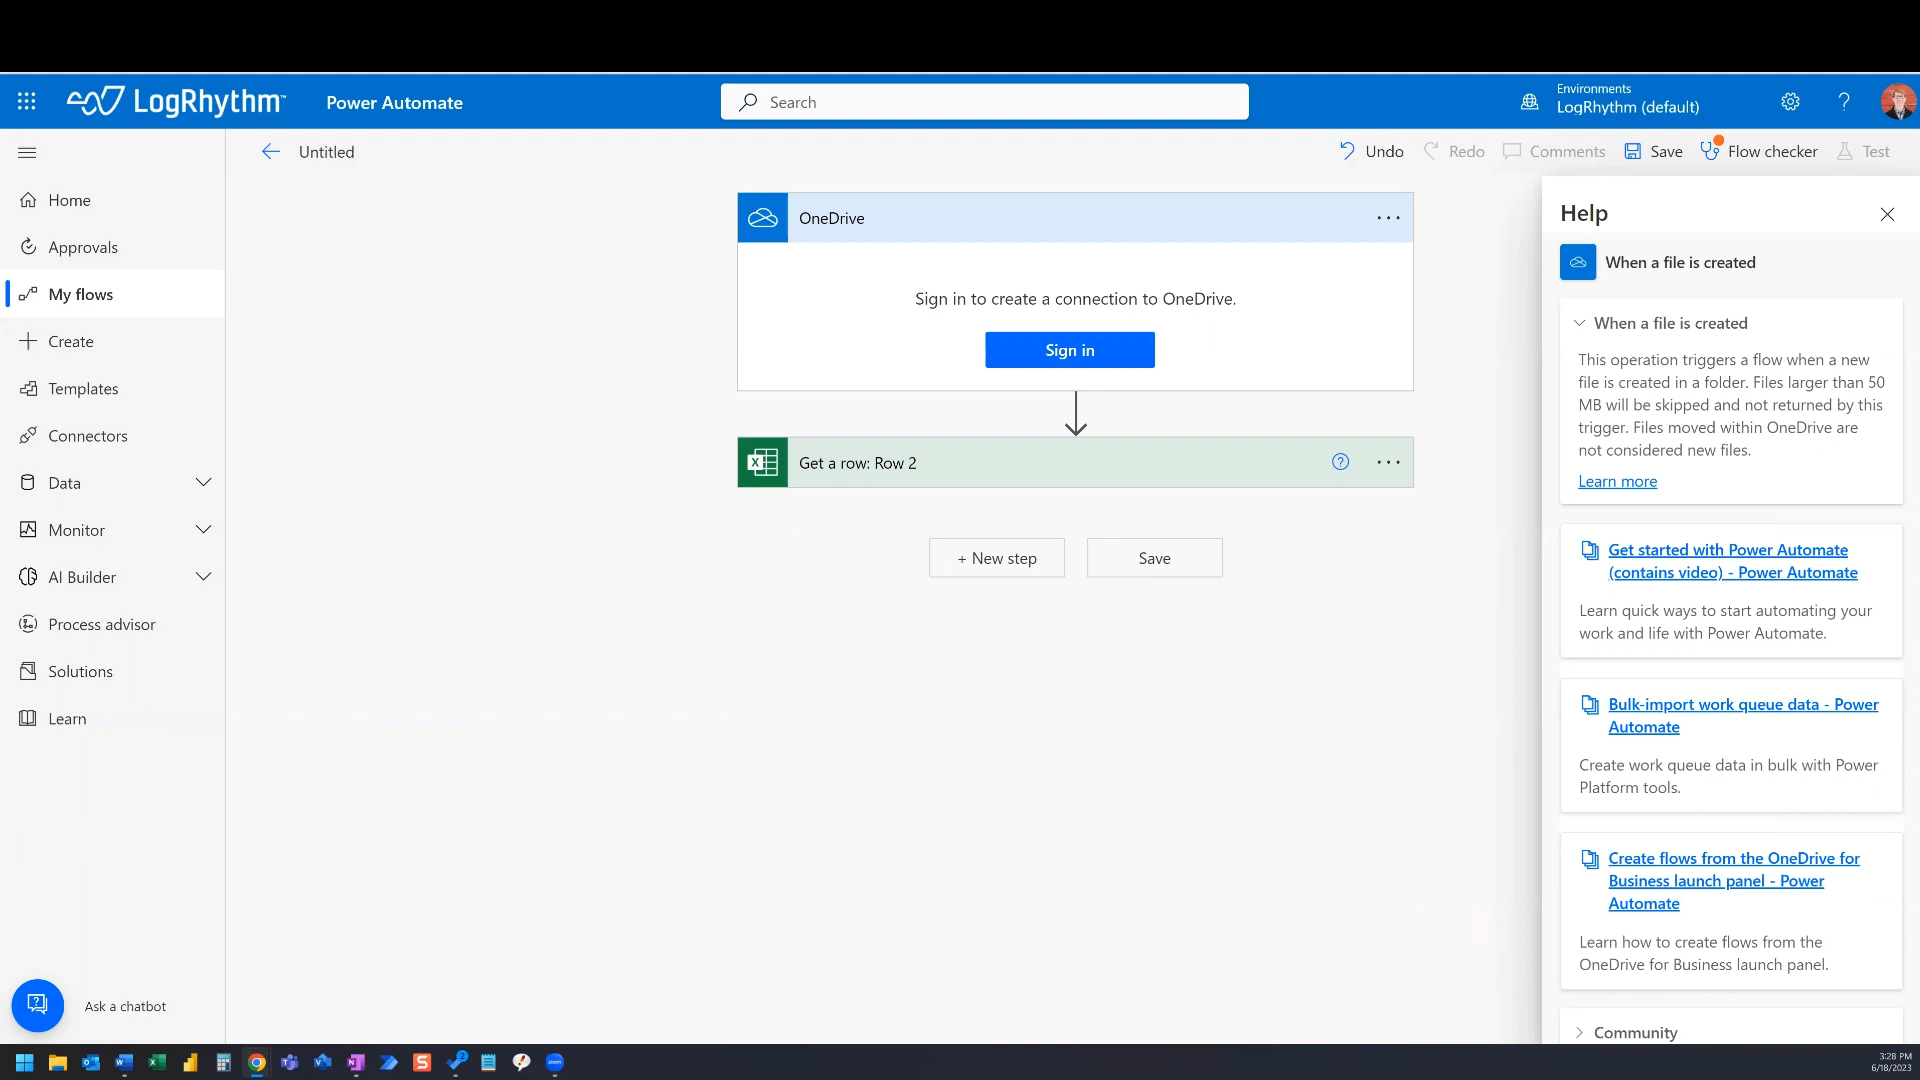 LogRhythm™
Power Automate
Search
Environments
LogRhythm (default)
Untitled
Undo
Redo
Comments
Save
Flow checker
Test
Home
Approvals
My flows
Create
Templates
Connectors
Data
Monitor
AI Builder
Process advisor
Solutions
Learn
Ask a chatbot
OneDrive
Sign in to create a connection to OneDrive.
Sign in
Get a row: Row 2
+ New step
Save
Help
When a file is created
When a file is created
This operation triggers a flow when a new
file is created in a folder. Files larger than 50
MB will be skipped and not returned by this
trigger. Files moved within OneDrive are
not considered new files.
Learn more
Get started with Power Automate
(contains video) - Power Automate
Learn quick ways to start automating your
work and life with Power Automate.
Bulk-import work queue data - Power
Automate
Create work queue data in bulk with Power
Platform tools.
Create flows from the OneDrive for
Business launch panel - Power
Automate
Learn how to create flows from the
OneDrive for Business launch panel.
Community
3:28 PM
6/18/2023